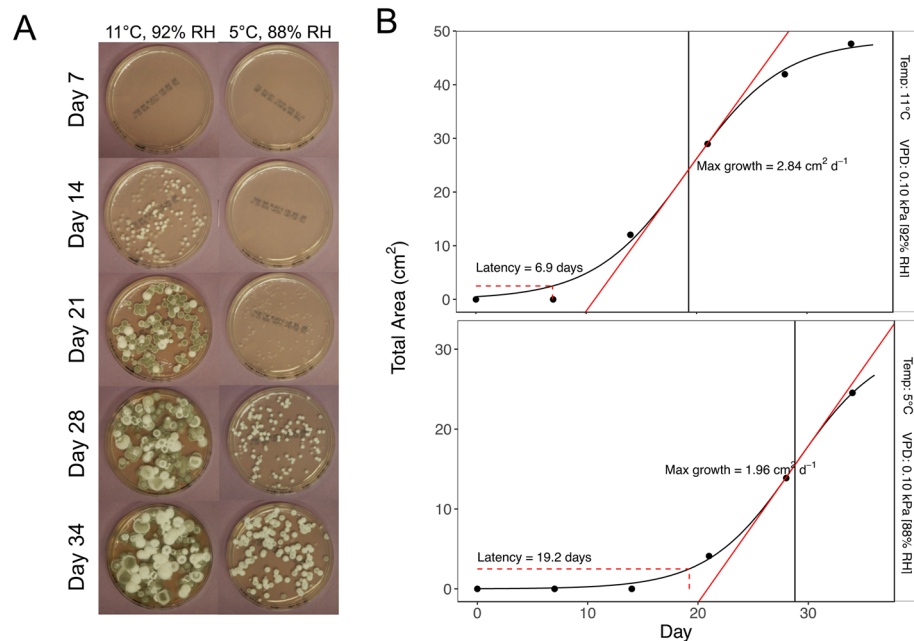 A
11°C, 92% RH
5°C, 88% RH
Day 7
Day 14
Day 21
Day 28
Day 34
B
Total Area (cm²)
50
40
30
20
10
0
Max growth = 2.84 cm² d⁻¹
Latency = 6.9 days
Temp: 11°C
VPD: 0.10 kPa [92% RH]
30
20
10
0
Max growth = 1.96 cm² d⁻¹
Latency = 19.2 days
Temp: 5°C
VPD: 0.10 kPa [88% RH]
0
10
20
30
Day